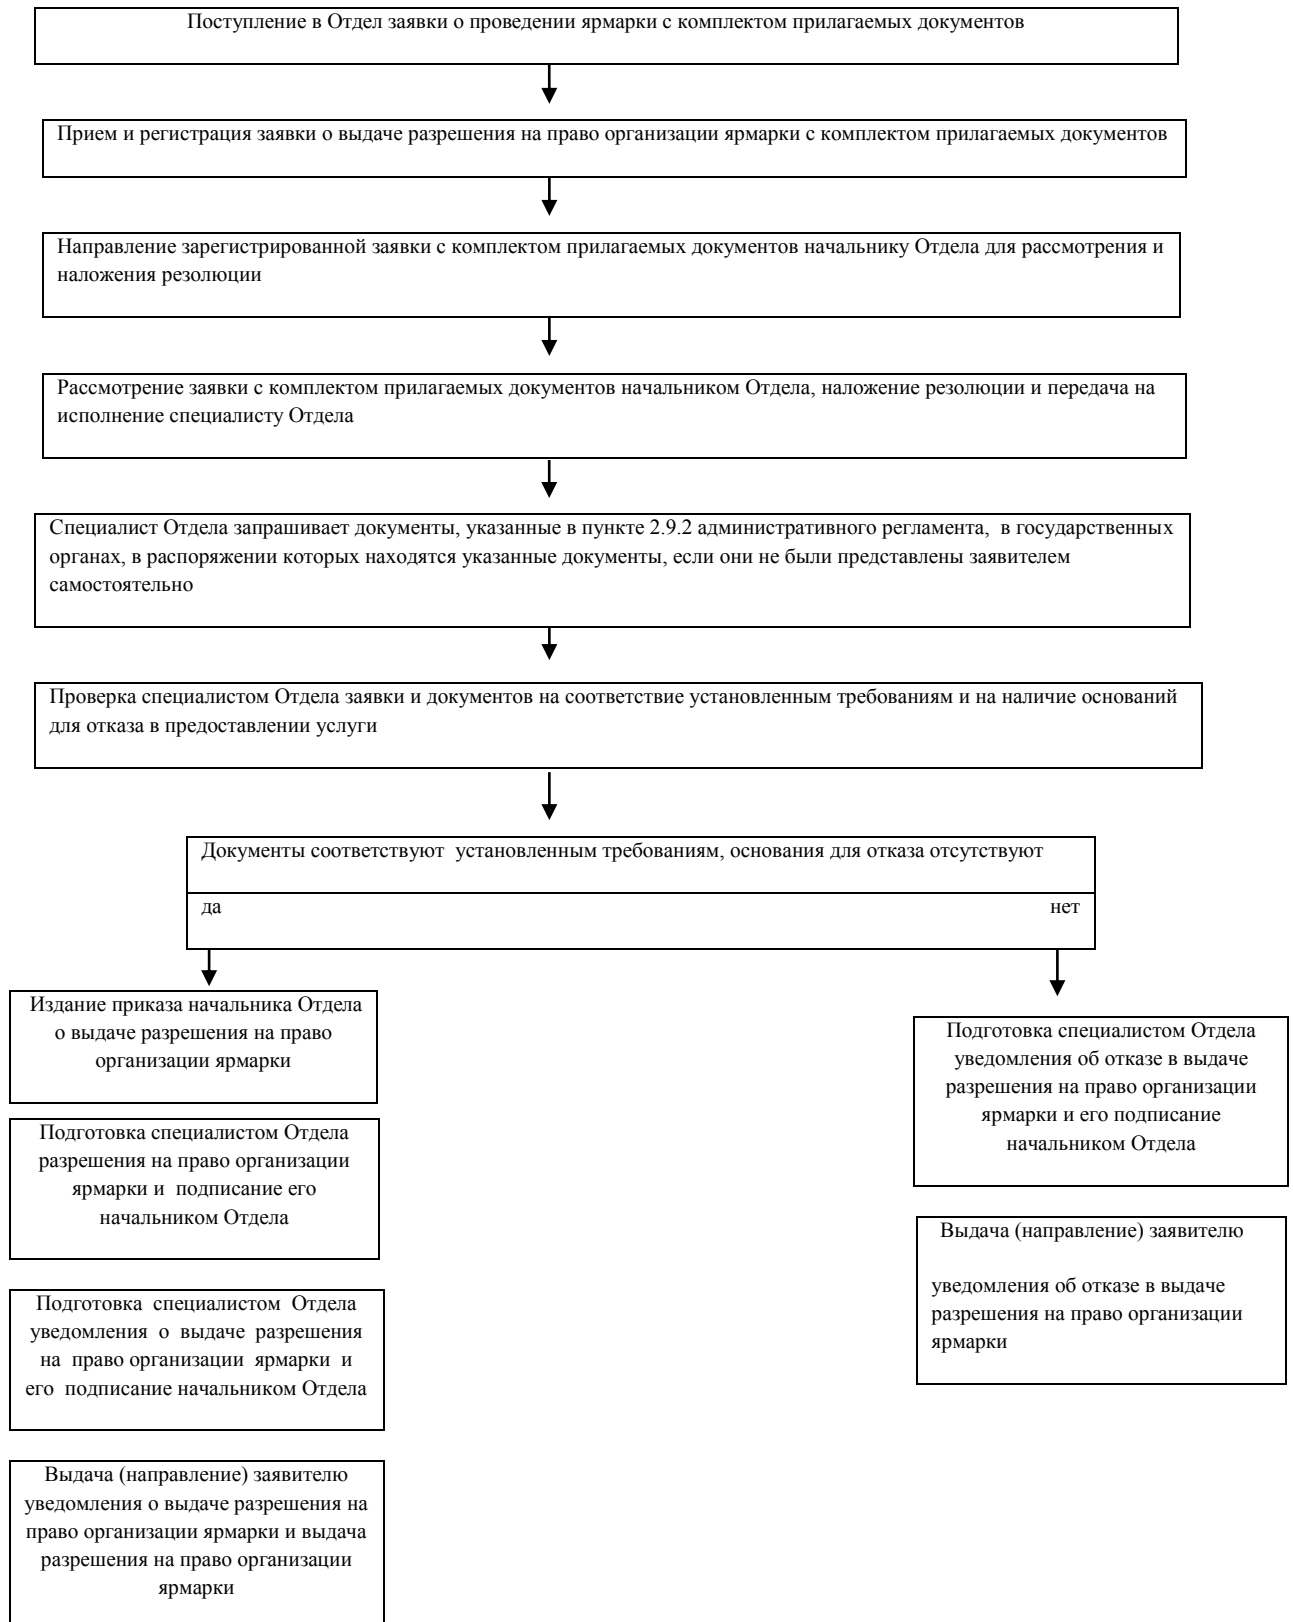 Поступление в Отдел заявки о проведении ярмарки с комплектом прилагаемых документов
Прием и регистрация заявки о выдаче разрешения на право организации ярмарки с комплектом прилагаемых документов
Направление зарегистрированной заявки с комплектом прилагаемых документов начальнику Отдела для рассмотрения и
наложения резолюции
Рассмотрение заявки с комплектом прилагаемых документов начальником Отдела, наложение резолюции и передача на
исполнение специалисту Отдела
Специалист Отдела запрашивает документы, указанные в пункте 2.9.2 административного регламента, в государственных
органах, в распоряжении которых находятся указанные документы, если они не были представлены заявителем
самостоятельно
Проверка специалистом Отдела заявки и документов на соответствие установленным требованиям и на наличие оснований
для отказа в предоставлении услуги
Документы соответствуют установленным требованиям, основания для отказа отсутствуют
да нет
Издание приказа начальника Отдела
о выдаче разрешения на право
организации ярмарки
Подготовка специалистом Отдела
разрешения на право организации
ярмарки и подписание его
начальником Отдела
Подготовка специалистом Отдела
уведомления о выдаче разрешения
на право организации ярмарки и
его подписание начальником Отдела
Выдача (направление) заявителю
уведомления о выдаче разрешения на
право организации ярмарки и выдача
разрешения на право организации
ярмарки
Подготовка специалистом Отдела
уведомления об отказе в выдаче
разрешения на право организации
ярмарки и его подписание
начальником Отдела
Выдача (направление) заявителю
уведомления об отказе в выдаче
разрешения на право организации
ярмарки